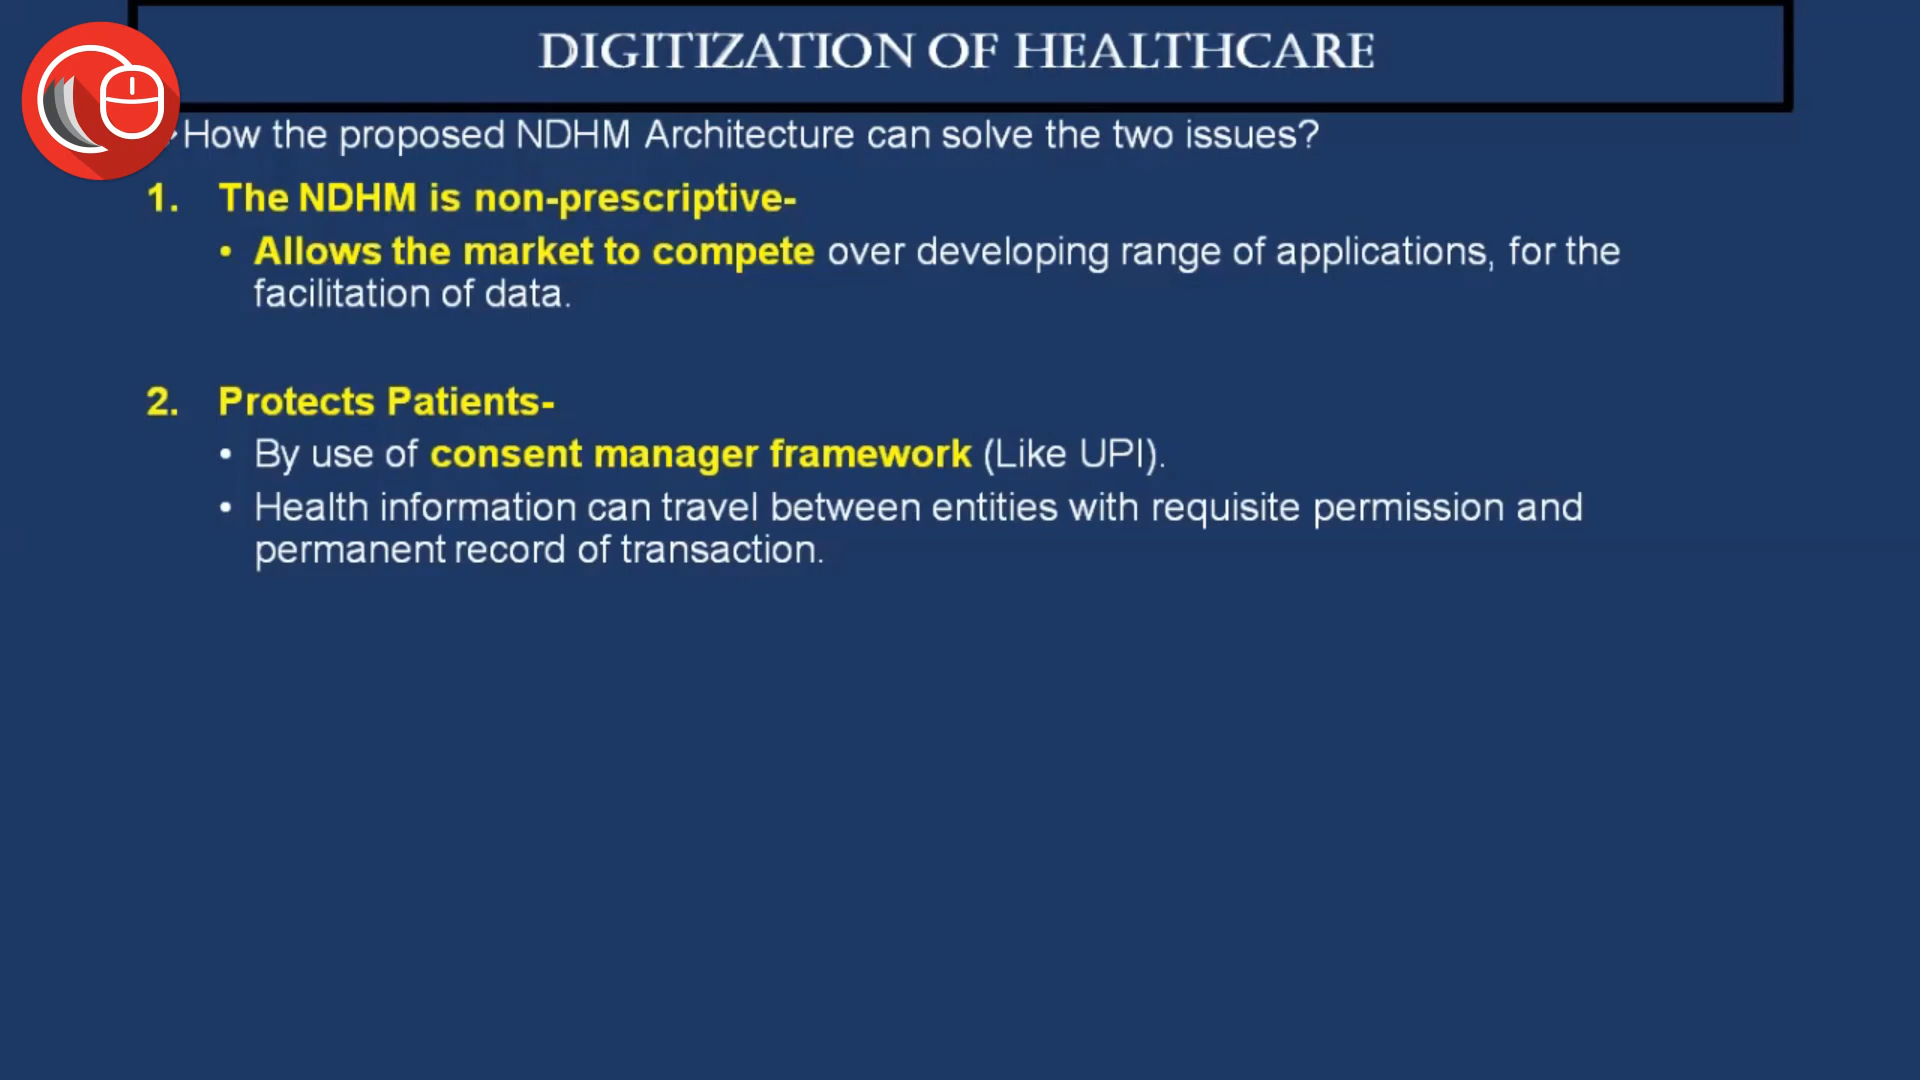 DIGITIZATION OF HEALTHCARE
How the proposed NDHM Architecture can solve the two issues?
1. The NDHM is non-prescriptive-
• Allows the market to compete over developing range of applications, for the
facilitation of data.
2. Protects Patients-
• By use of consent manager framework (Like UPI).
• Health information can travel between entities with requisite permission and
permanent record of transaction.